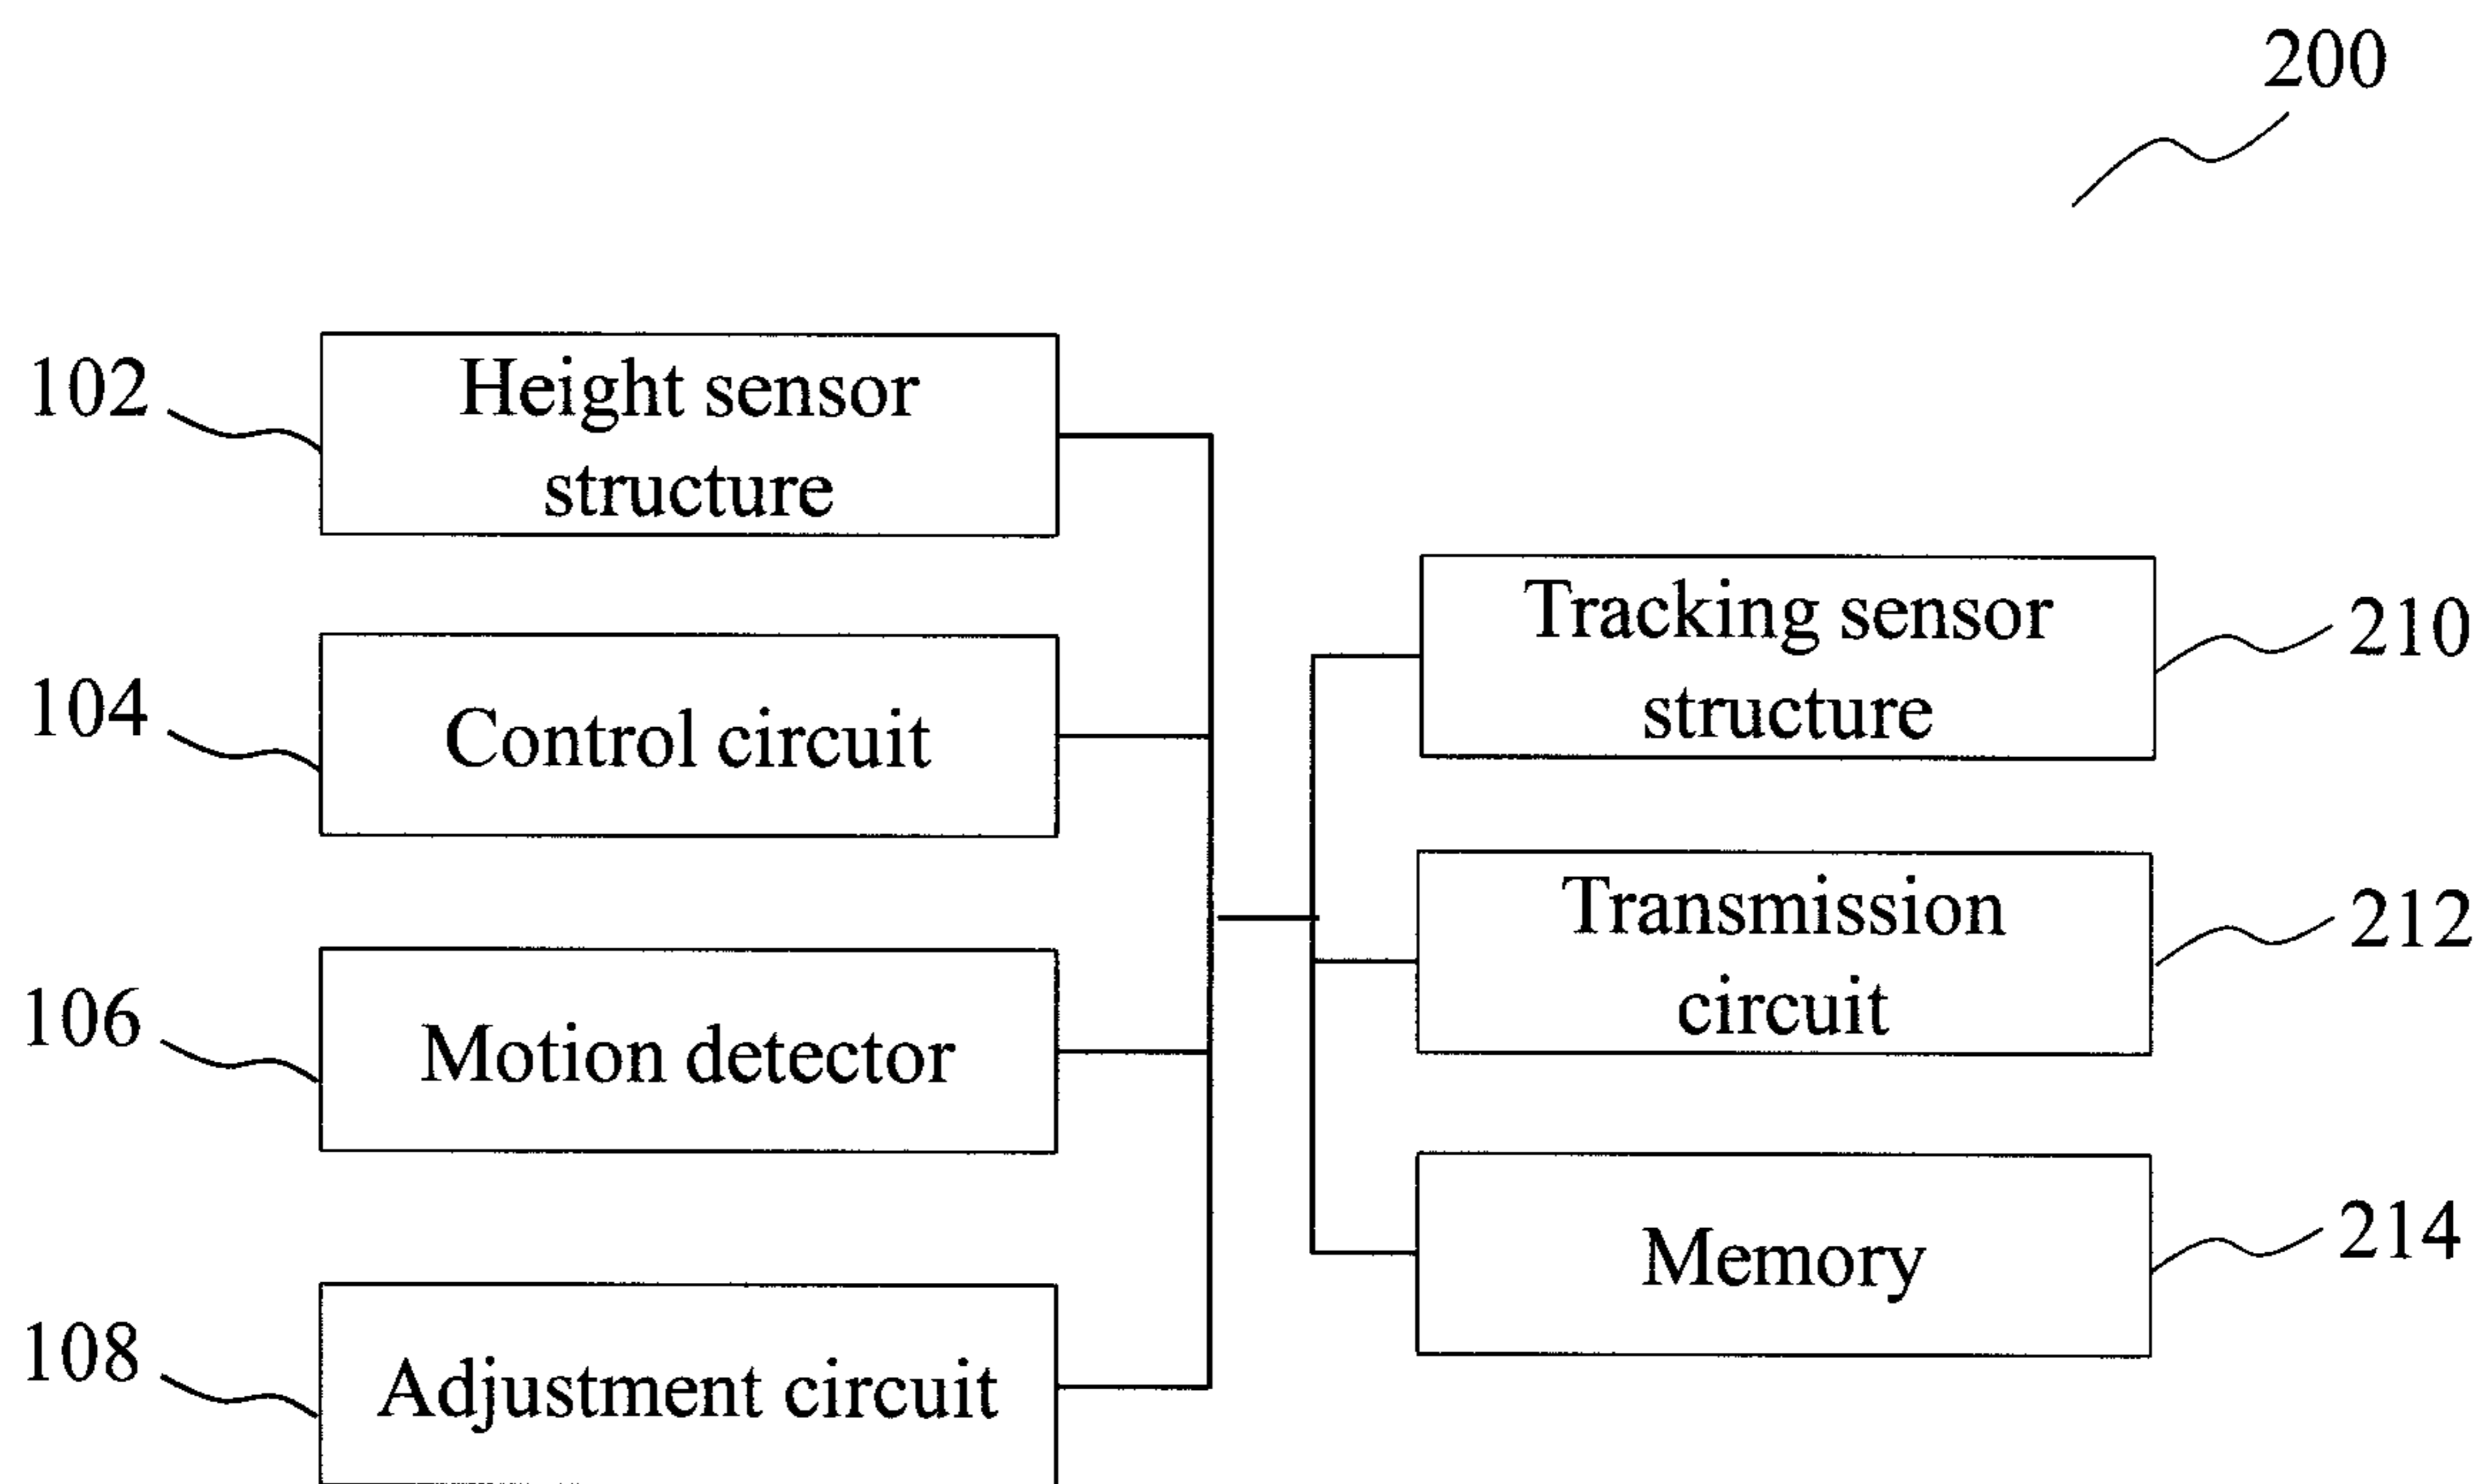 200
102
Height sensor
structure
104
Control circuit
106
Motion detector
108
Adjustment circuit
Tracking sensor
structure
210
Transmission
circuit
212
Memory
214